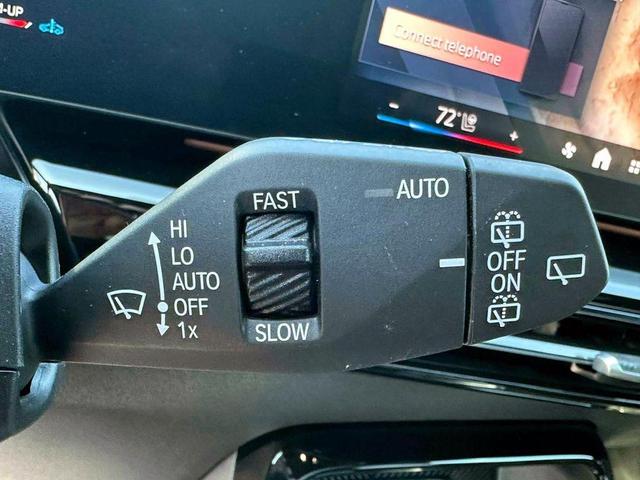 M-UP
Connect telephone
72°
FAST
AUTO
HI
LO
AUTO
OFF
1x
SLOW
OFF
ON